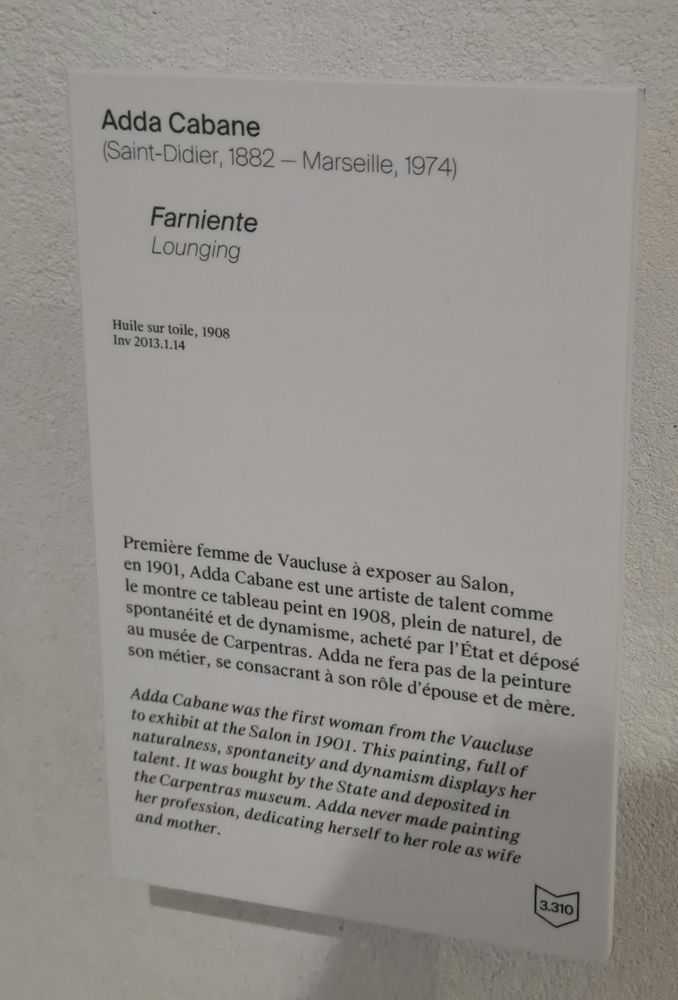 Adda Cabane
(Saint-Didier, 1882 – Marseille, 1974)
Farniente
Lounging
Huile sur toile, 1908
Inv 2013.1.14
Première femme de Vaucluse à exposer au Salon,
en 1901, Adda Cabane est une artiste de talent comme
le montre ce tableau peint en 1908, plein de naturel, de
spontanéité et de dynamisme, acheté par l'État et déposé
au musée de Carpentras. Adda ne fera pas de la peinture
son métier, se consacrant à son rôle d'épouse et de mère.
Adda Cabane was the first woman from the Vaucluse
to exhibit at the Salon in 1901. This painting, full of
naturalness, spontaneity and dynamism displays her
talent. It was bought by the State and deposited in
the Carpentras museum. Adda never made painting
her profession, dedicating herself to her role as wife
and mother.
3.310